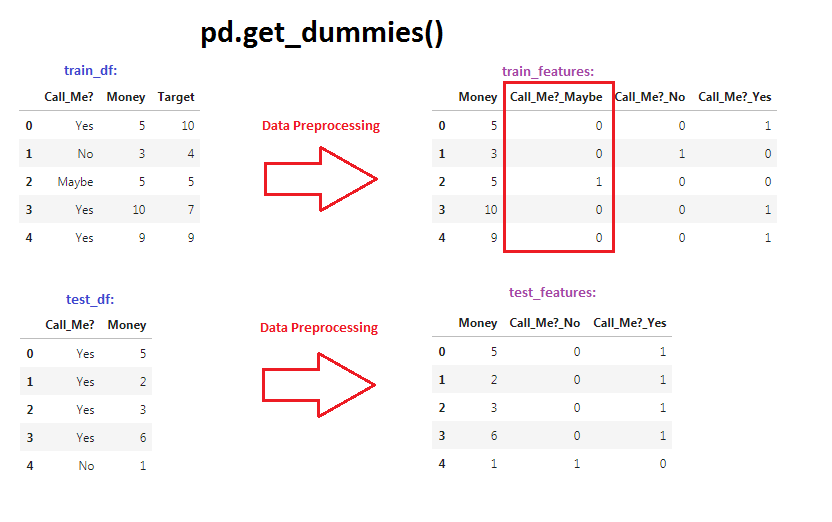 pd.get_dummies()
train_df:
Call_Me? Money Target
0 Yes 5 10
1 No 3 4
2 Maybe 5 5
3 Yes 10 7
4 Yes 9 9
Data Preprocessing
train_features:
Money Call_Me?_Maybe Call_Me?_No Call_Me?_Yes
0 5 0 0 1
1 3 0 1 0
2 5 1 0 0
3 10 0 0 1
4 9 0 0 1
test_df:
Call_Me? Money
0 Yes 5
1 Yes 2
2 Yes 3
3 Yes 6
4 No 1
Data Preprocessing
test_features:
Money Call_Me?_No Call_Me?_Yes
0 5 0 1
1 2 0 1
2 3 0 1
3 6 0 1
4 1 1 0